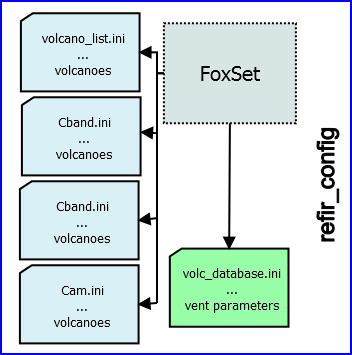 volcano_list.ini
...
volcanoes
FoxSet
Cband.ini
...
volcanoes
Cband.ini
...
volcanoes
Cam.ini
...
volcanoes
volc_database.ini
...
vent parameters
refir_config